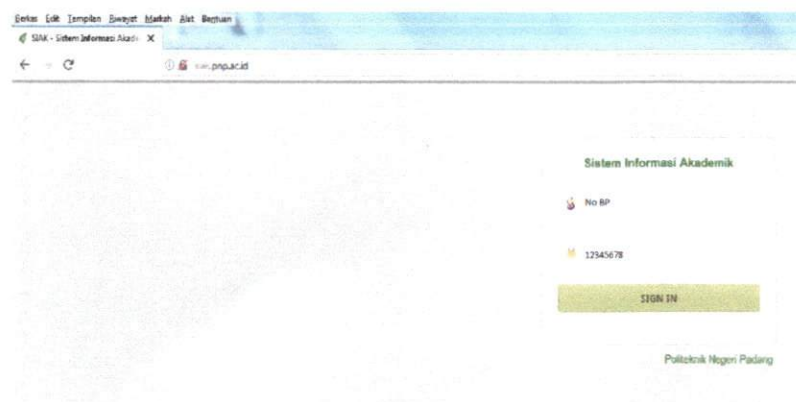 Berkas Edit Tampilan Riwayat Markah Alat Bantuan
SIAK - Sistem Informasi Akade X
.pnp.ac.id
Sistem Informasi Akademik
No BP
12345678
SIGN IN
Politeknik Negeri Padang